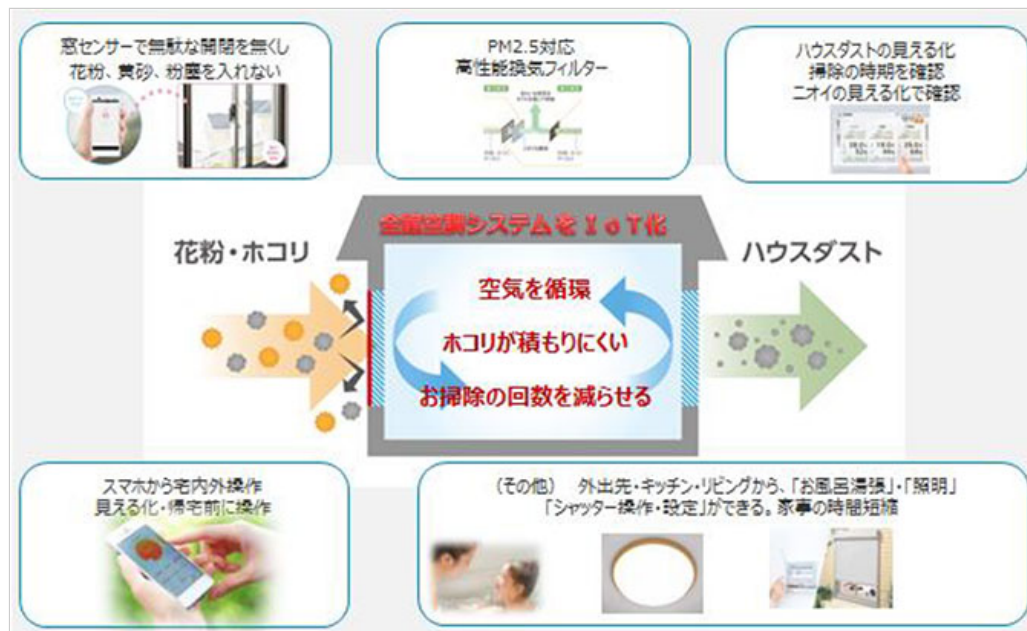 窓センサーで無駄な開閉を無くし
花粉、黄砂、粉塵を入れない
PM2.5対応
高性能換気フィルター
ハウスダストの見える化
掃除の時期を確認
ニオイの見える化で確認
全館空調システムをIoT化
花粉・ホコリ
ハウスダスト
空気を循環
ホコリが積もりにくい
お掃除の回数を減らせる
スマホから宅内外操作
見える化・帰宅前に操作
(その他) 外出先・キッチン・リビングから、「お風呂湯張」・「照明」
「シャッター操作・設定」ができる。家事の時間短縮